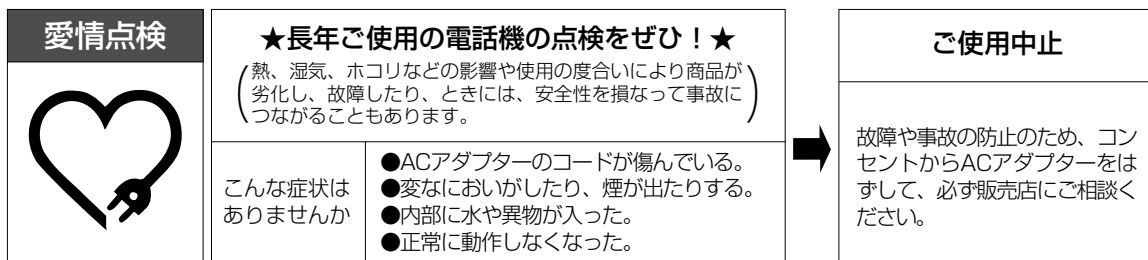 愛情点検
★長年ご使用の電話機の点検をぜひ！★
(熱、湿気、ホコリなどの影響や使用の度合いにより商品が
劣化し、故障したり、ときには、安全性を損なって事故に
つながることもあります。)
こんな症状は
ありませんか
●ACアダプターのコードが傷んでいる。
●変なにおいがしたり、煙が出たりする。
●内部に水や異物が入った。
●正常に動作しなくなった。
ご使用中止
故障や事故の防止のため、コン
セントからACアダプターをは
ずして、必ず販売店にご相談く
ださい。